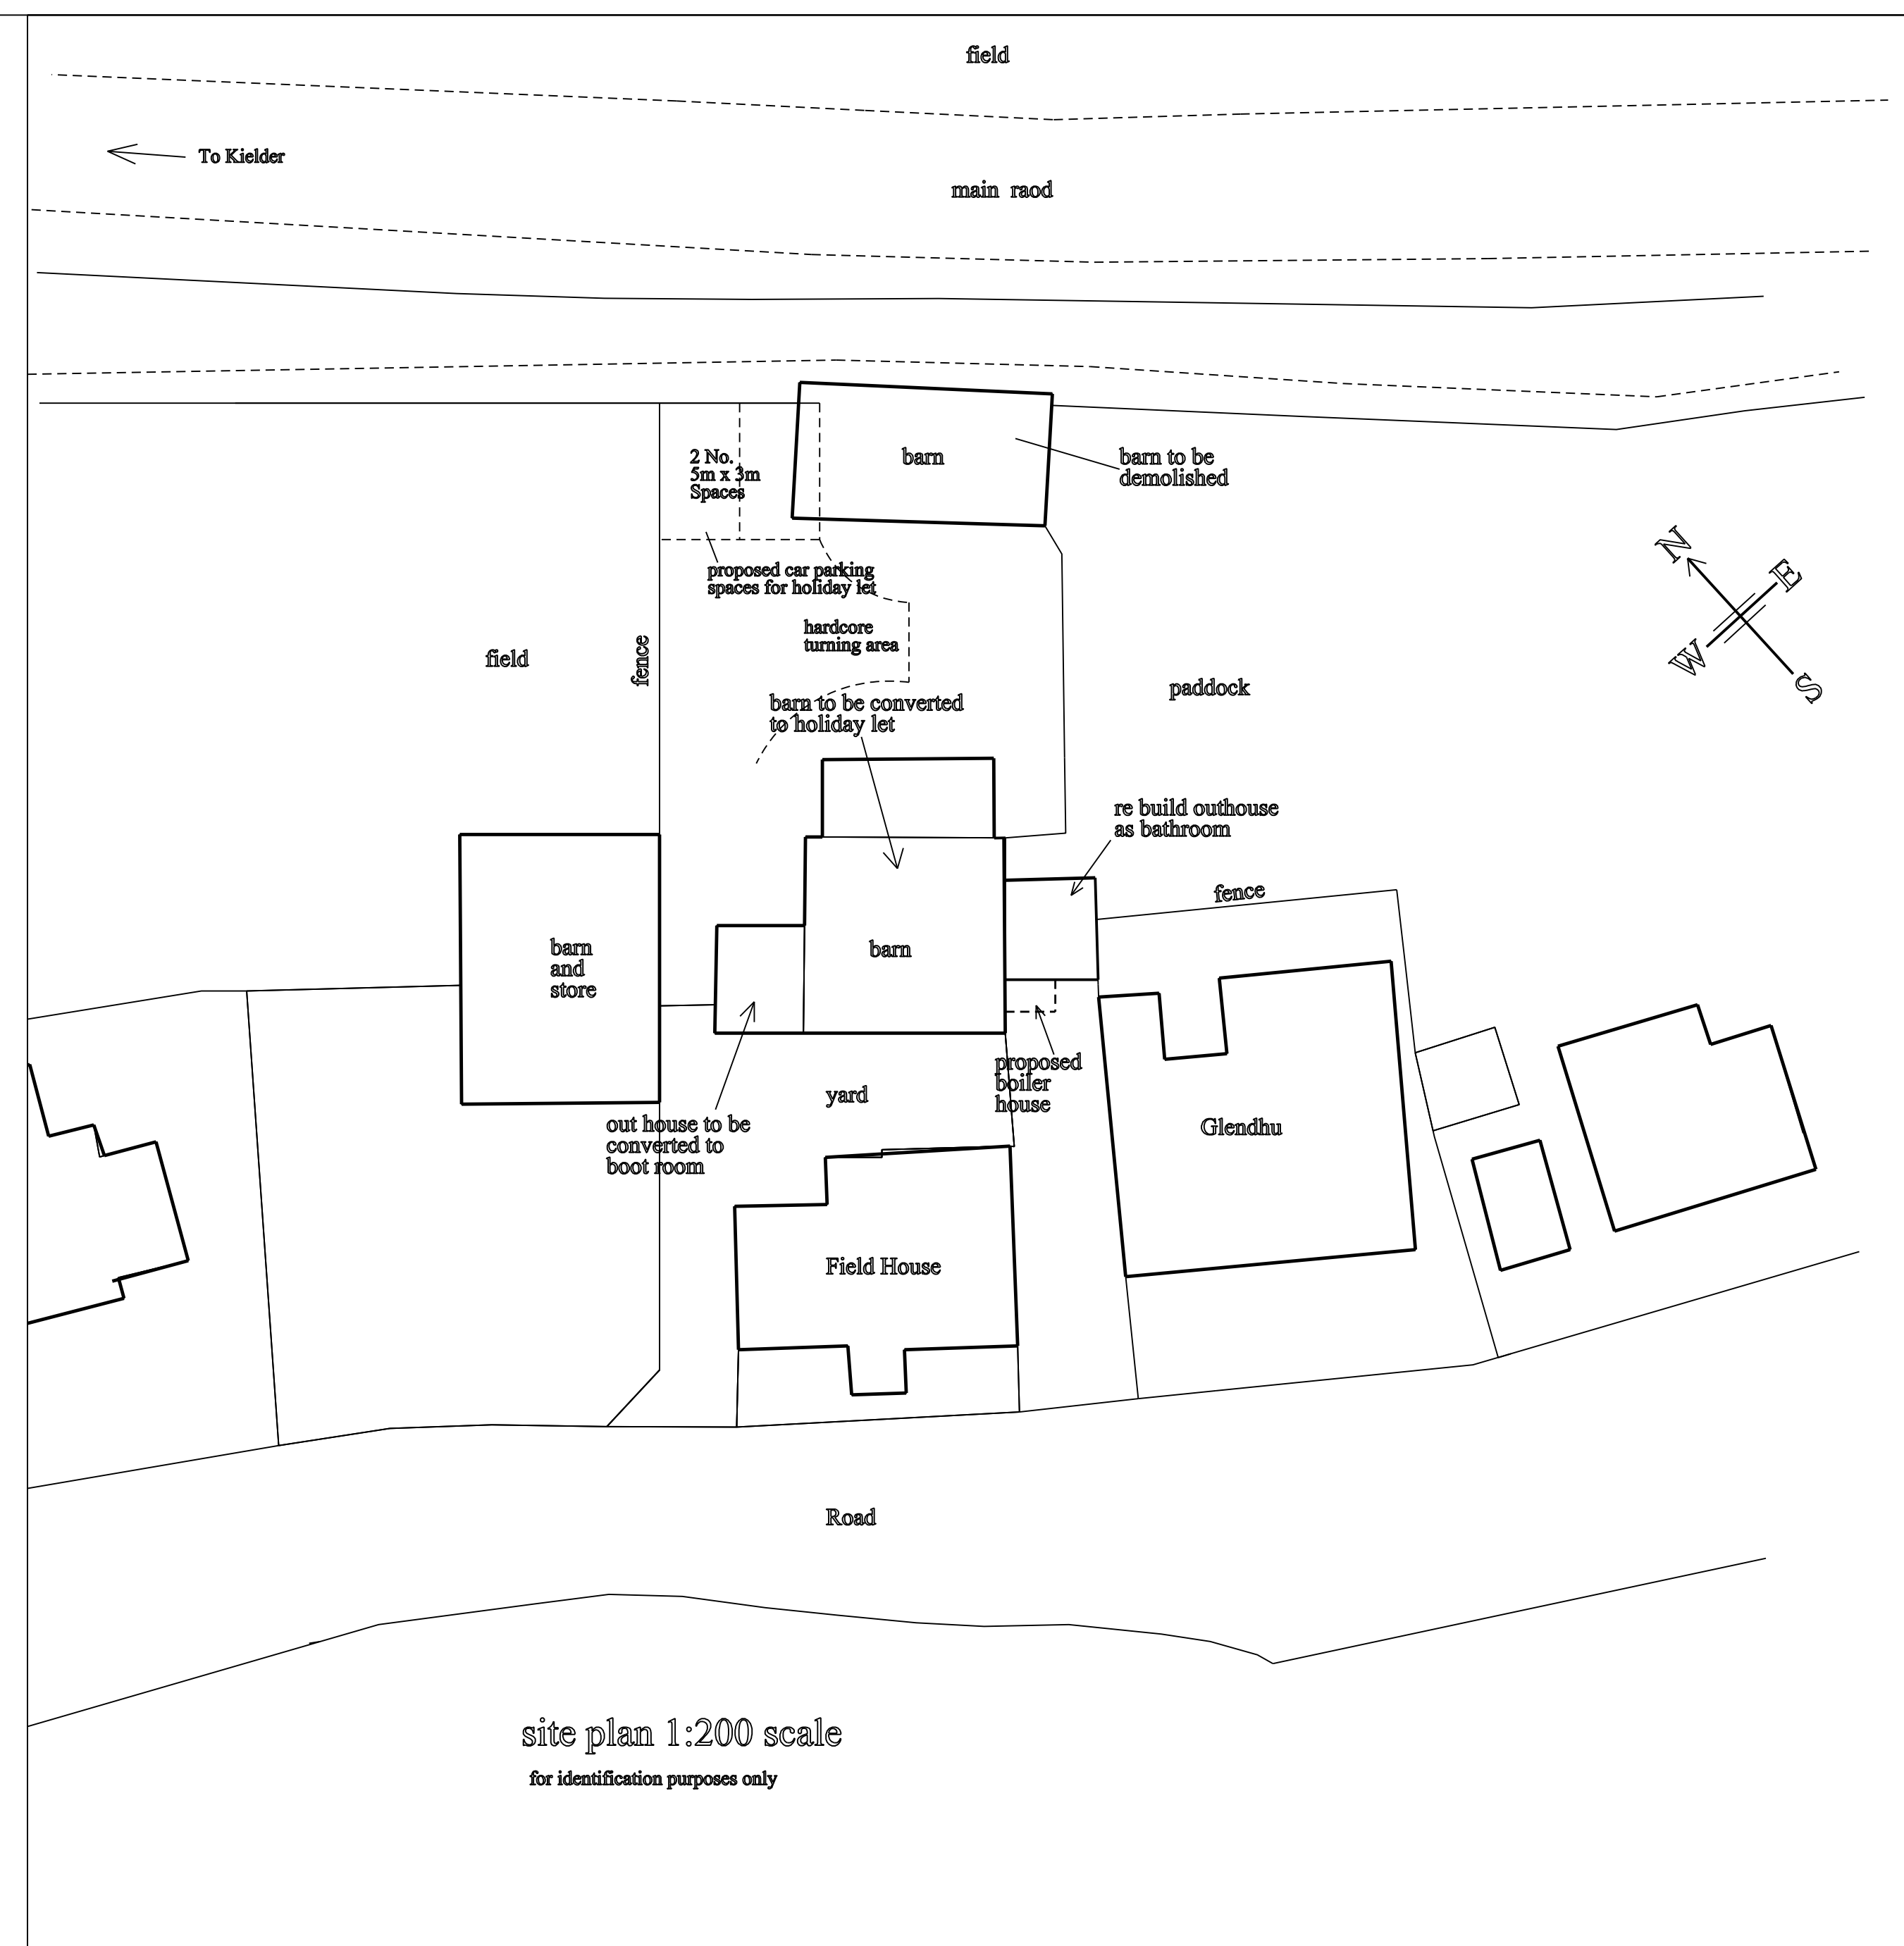 field
To Kielder
main raod
2 No.
5m x 3m
Spaces
barn
barn to be
demolished
proposed car parking
spaces for holiday let
hardcore
turning area
field
fence
paddock
N
E
W
S
barn to be converted
to holiday let
re build outhouse
as bathroom
fence
barn
and
store
barn
proposed
boiler
house
yard
out house to be
converted to
boot room
Glendhu
Field House
Road
site plan 1:200 scale
for identification purposes only